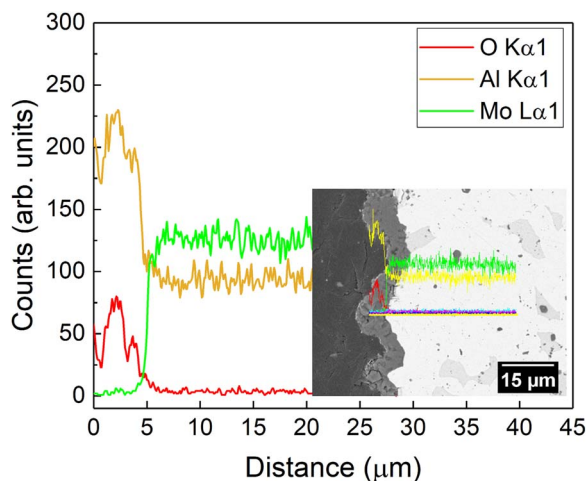 300
250
200
150
100
50
0
Counts (arb. units)
O Kα1
Al Kα1
Mo Lα1
15 μm
0 5 10 15 20 25 30 35 40 45
Distance (μm)